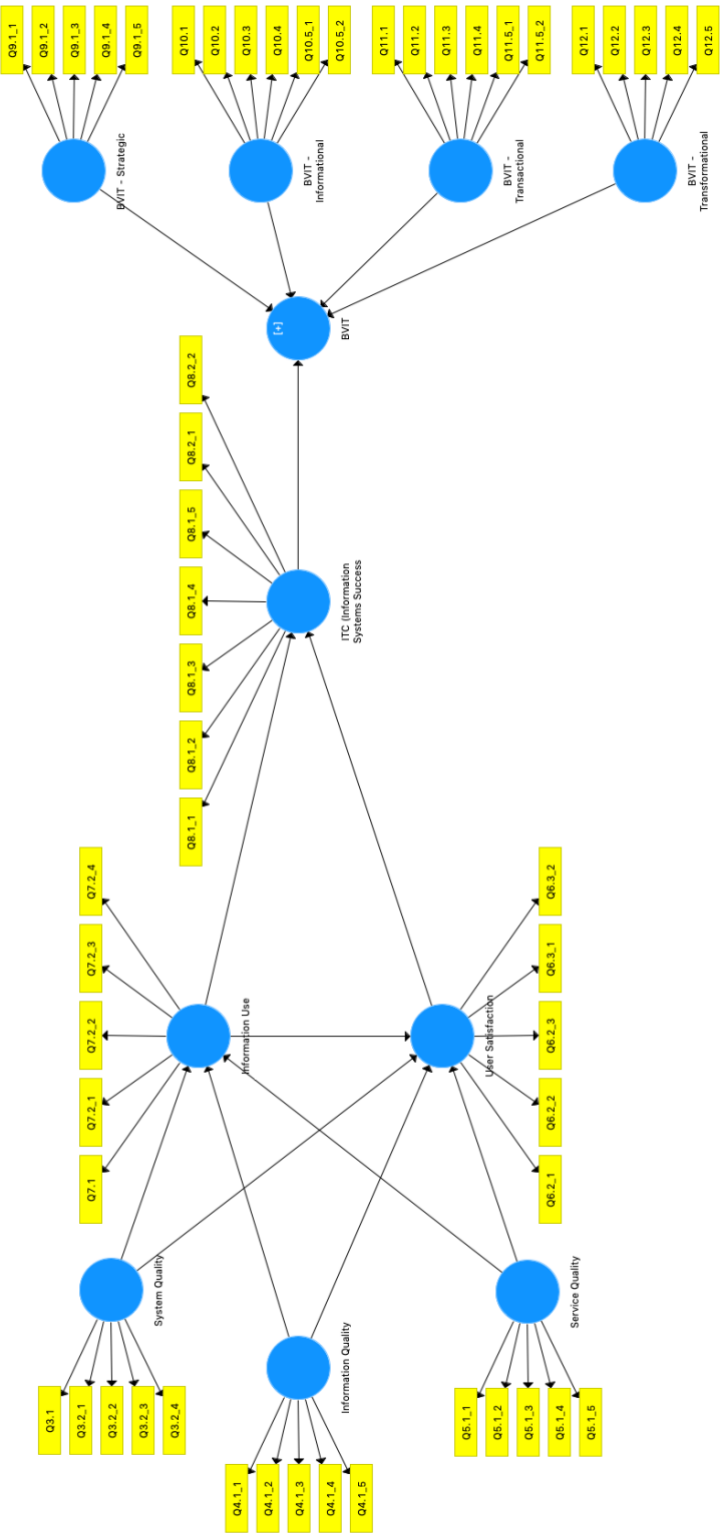 Q3.1
Q3.2_1
Q3.2_2
Q3.2_3
Q3.2_4
System Quality
Q4.1_1
Q4.1_2
Q4.1_3
Q4.1_4
Q4.1_5
Information Quality
Q5.1_1
Q5.1_2
Q5.1_3
Q5.1_4
Q5.1_5
Service Quality
Q7.1
Q7.2_1
Q7.2_2
Q7.2_3
Q7.2_4
Information Use
User Satisfaction
Q6.2_1
Q6.2_2
Q6.2_3
Q6.3_1
Q6.3_2
Q8.1_1
Q8.1_2
Q8.1_3
Q8.1_4
Q8.1_5
Q8.2_1
Q8.2_2
ITC (Information
Systems Success
[+]
BVIT
BVIT - Strategic
Q9.1_1
Q9.1_2
Q9.1_3
Q9.1_4
Q9.1_5
BVIT -
Informational
Q10.1
Q10.2
Q10.3
Q10.4
Q10.5_1
Q10.5_2
BVIT -
Transactional
Q11.1
Q11.2
Q11.3
Q11.4
Q11.5_1
Q11.5_2
BVIT -
Transformational
Q12.1
Q12.2
Q12.3
Q12.4
Q12.5